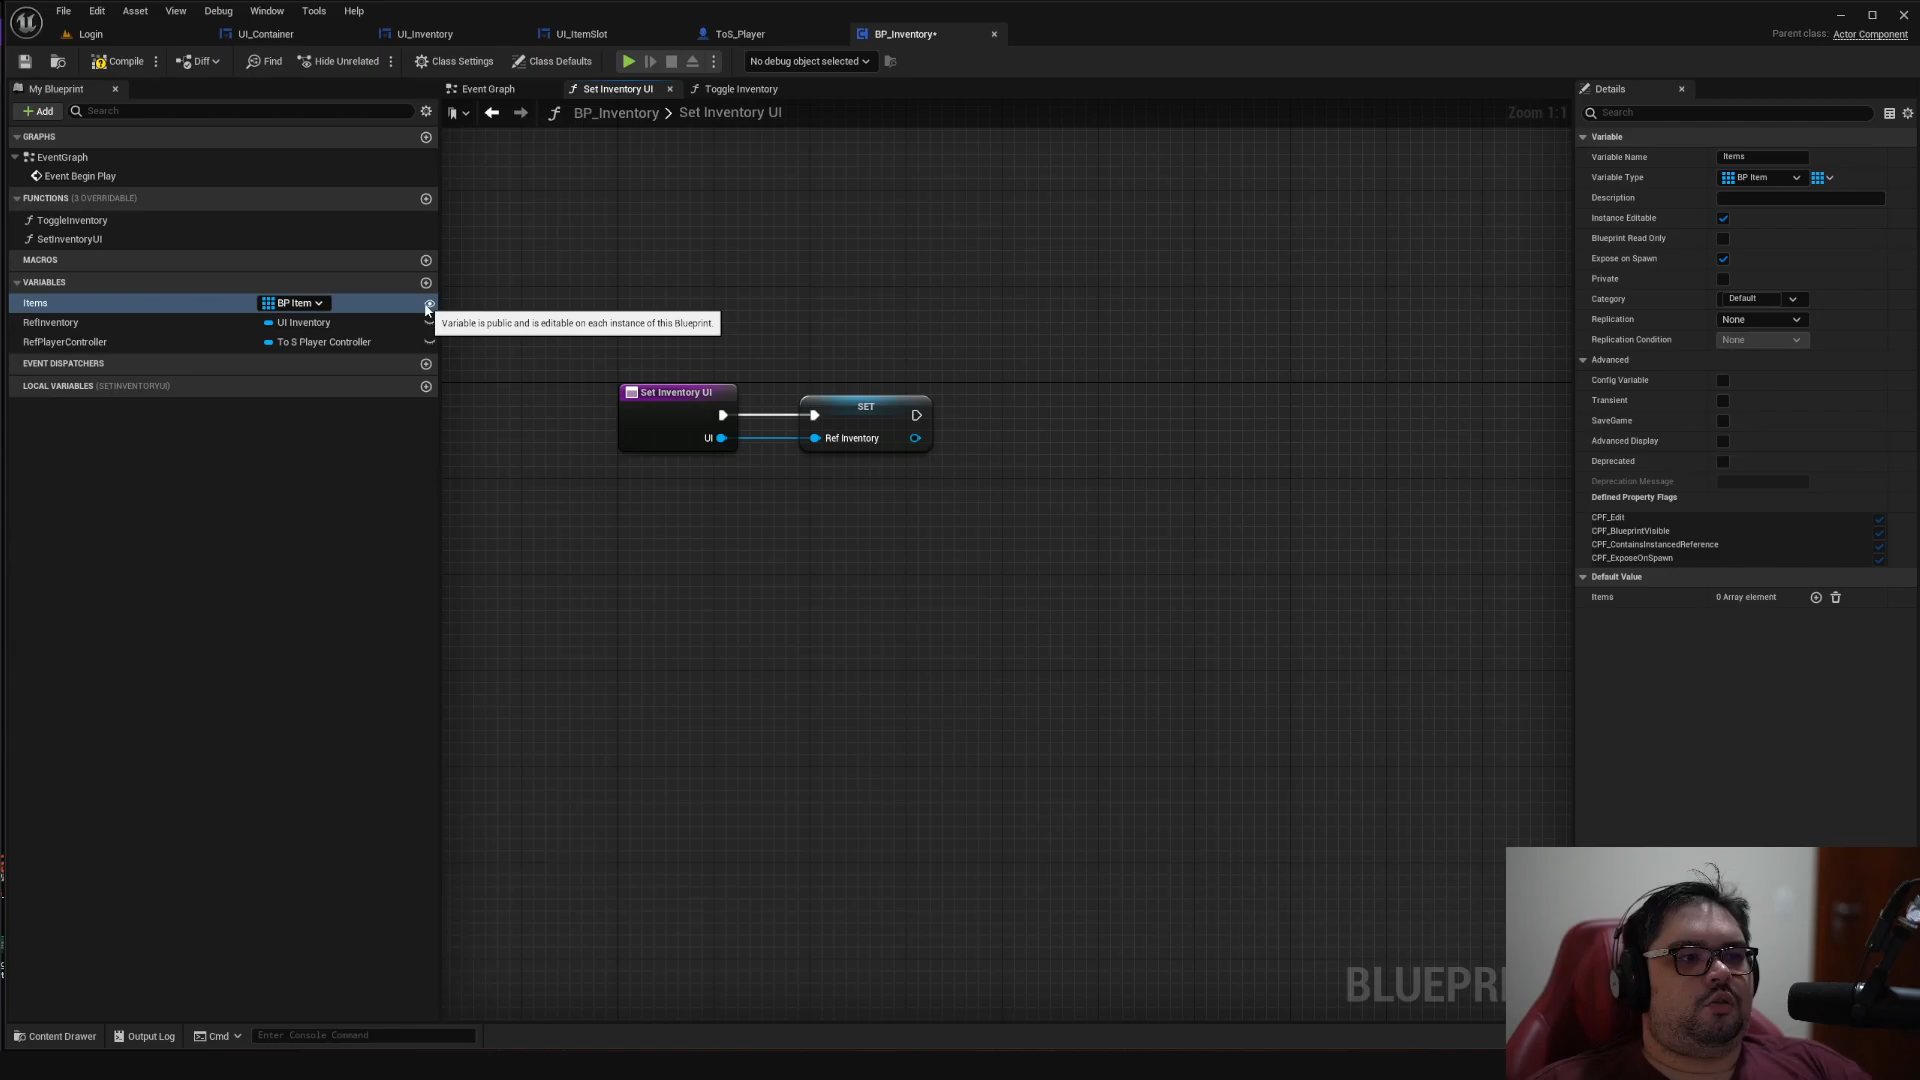 File Edit Asset View Debug Window Tools Help
Login UI_Container UI_Inventory UI_ItemSlot ToS_Player BP_Inventory* Parent class: Actor Component
Compile Diff Find Hide Unrelated Class Settings Class Defaults No debug object selected
My Blueprint
Add Search
GRAPHS
EventGraph
Event Begin Play
FUNCTIONS (3 OVERRIDABLE)
ToggleInventory
SetInventoryUI
MACROS
VARIABLES
Items BP Item
RefInventory UI Inventory
RefPlayerController To S Player Controller
EVENT DISPATCHERS
LOCAL VARIABLES (SETINVENTORYUI)
Variable is public and is editable on each instance of this Blueprint.
Event Graph Set Inventory UI Toggle Inventory
BP_Inventory > Set Inventory UI Zoom 1:1
Set Inventory UI
UI
SET
Ref Inventory
Details
Search
Variable
Variable Name Items
Variable Type BP Item
Description
Instance Editable
Blueprint Read Only
Expose on Spawn
Private
Category Default
Replication None
Replication Condition None
Advanced
Config Variable
Transient
SaveGame
Advanced Display
Deprecated
Deprecation Message
Defined Property Flags
CPF_Edit
CPF_BlueprintVisible
CPF_ContainsInstancedReference
CPF_ExposeOnSpawn
Default Value
Items 0 Array element
BLUEPRI
Content Drawer Output Log Cmd Enter Console Command